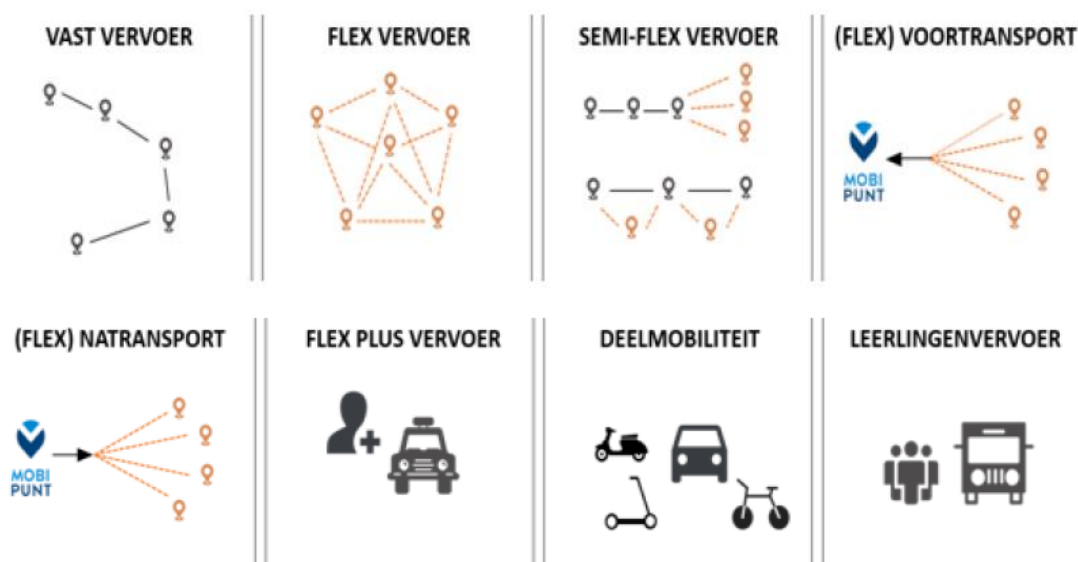 VAST VERVOER
FLEX VERVOER
SEMI-FLEX VERVOER
(FLEX) VOORTRANSPORT
MOBI
PUNT
(FLEX) NATRANSPORT
FLEX PLUS VERVOER
DEELMOBILITEIT
LEERLINGENVERVOER
MOBI
PUNT